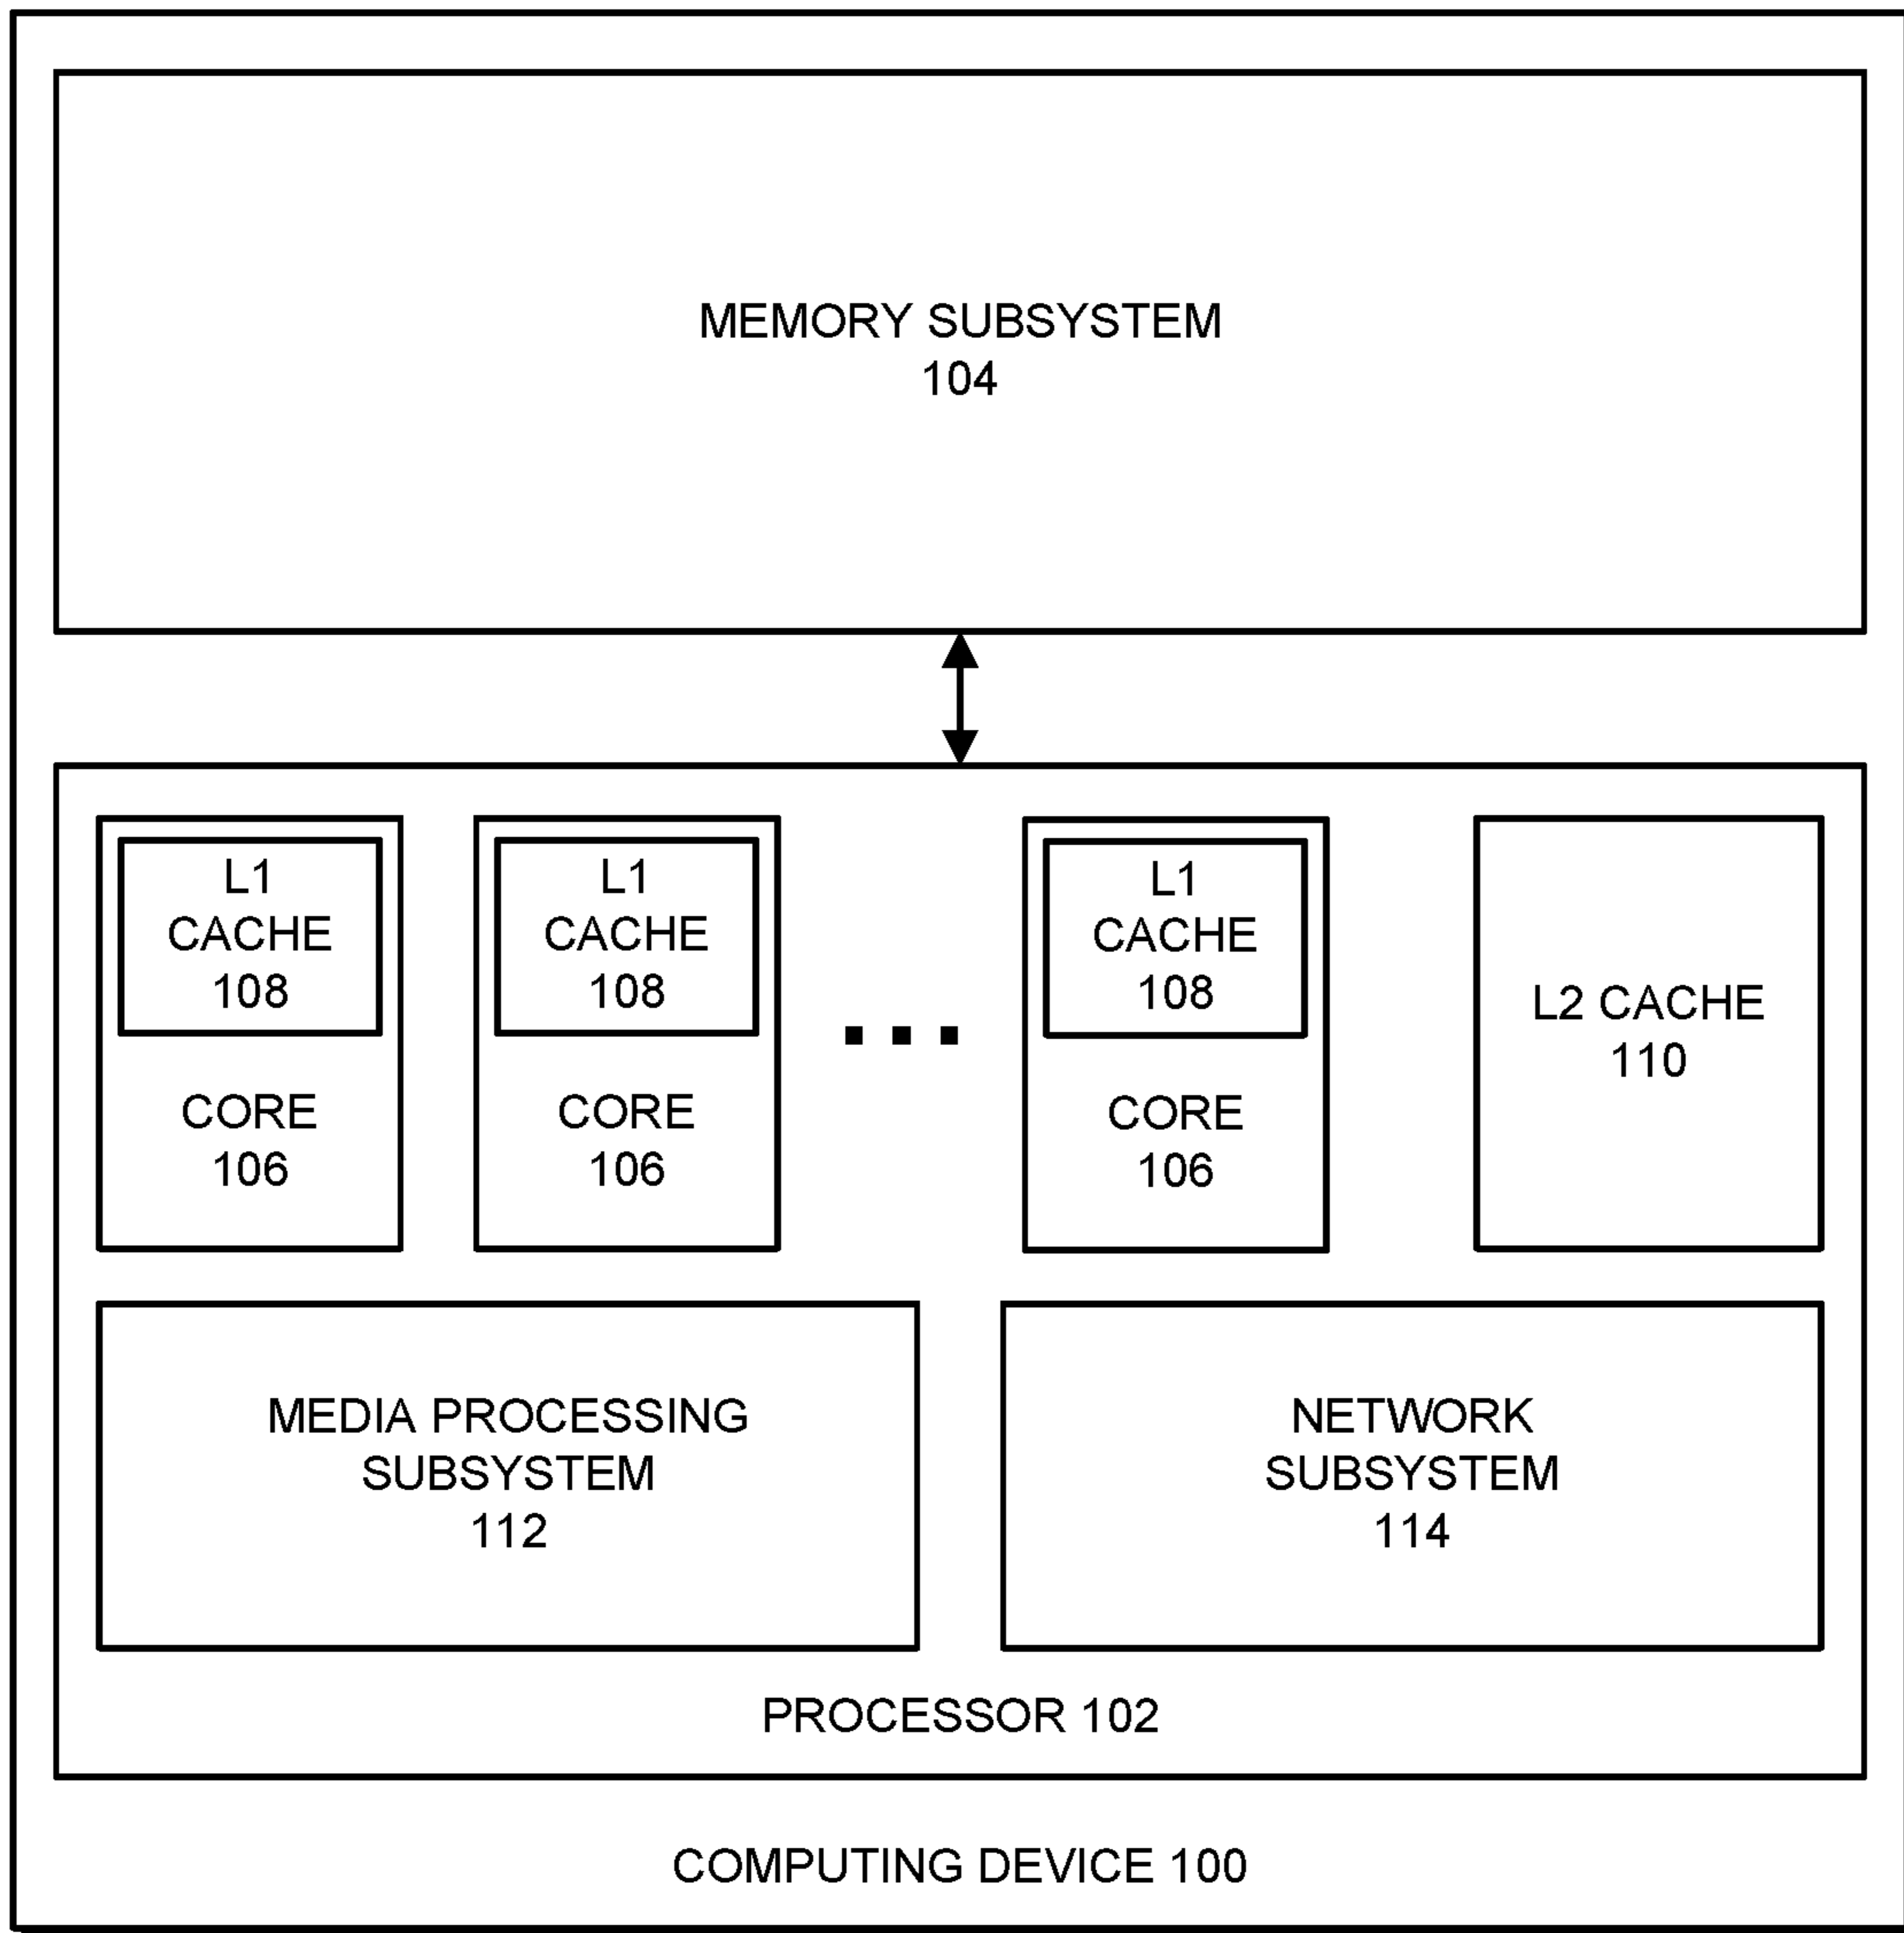 MEMORY SUBSYSTEM
104
L1
CACHE
108
CORE
106
L1
CACHE
108
CORE
106
L1
CACHE
108
CORE
106
L2 CACHE
110
MEDIA PROCESSING
SUBSYSTEM
112
NETWORK
SUBSYSTEM
114
PROCESSOR 102
COMPUTING DEVICE 100